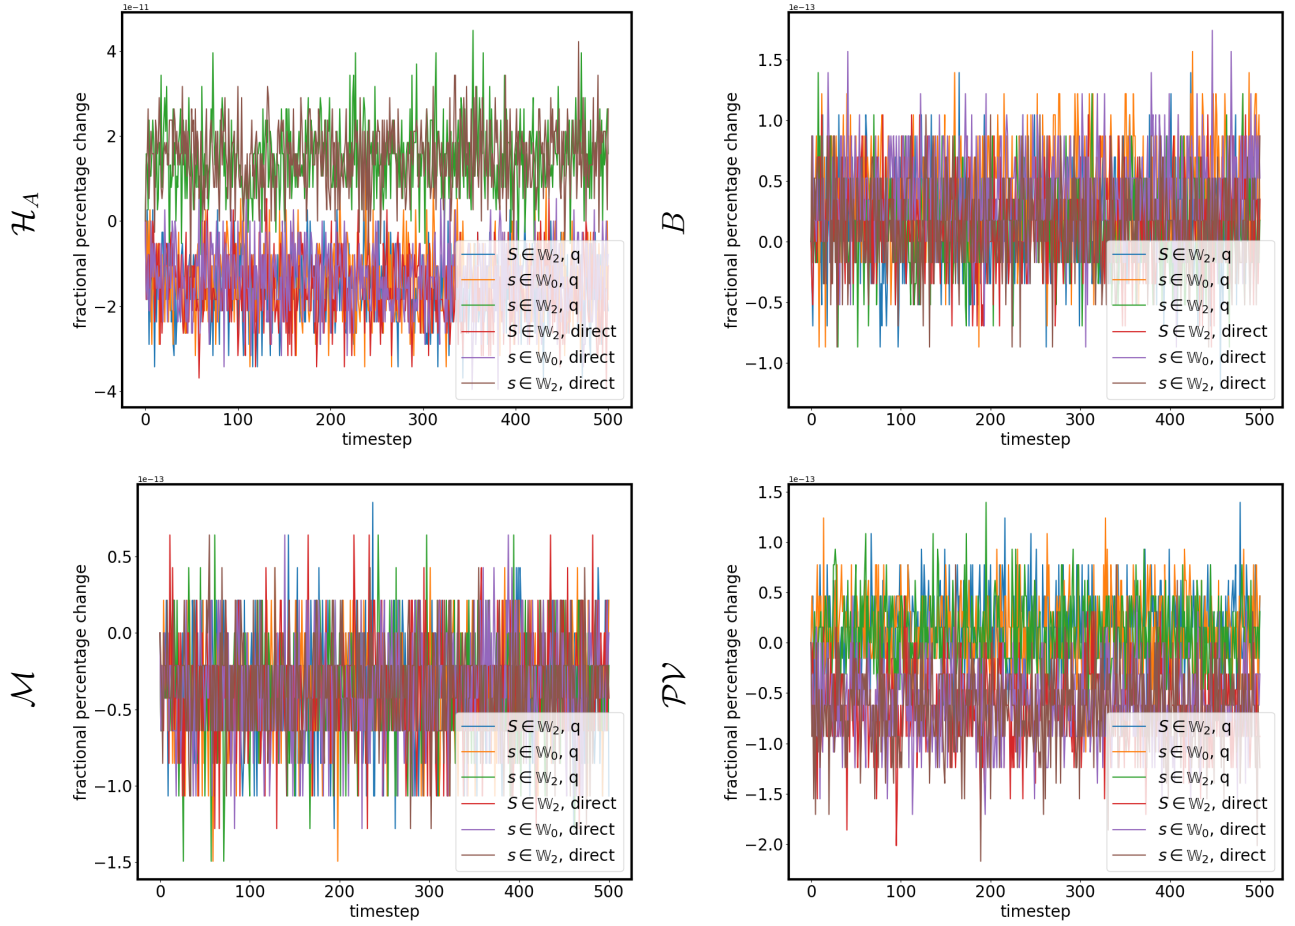 1e−11
4
2
0
−2
−4
0 100 200 300 400 500
timestep
fractional percentage change
ℋ_A
S ∈ 𝕎₂, q
s ∈ 𝕎₀, q
s ∈ 𝕎₂, q
S ∈ 𝕎₂, direct
s ∈ 𝕎₀, direct
s ∈ 𝕎₂, direct
1e−13
1.5
1.0
0.5
0.0
−0.5
−1.0
0 100 200 300 400 500
timestep
fractional percentage change
B
S ∈ 𝕎₂, q
s ∈ 𝕎₀, q
s ∈ 𝕎₂, q
S ∈ 𝕎₂, direct
s ∈ 𝕎₀, direct
s ∈ 𝕎₂, direct
1e−13
0.5
0.0
−0.5
−1.0
−1.5
0 100 200 300 400 500
timestep
fractional percentage change
ℳ
S ∈ 𝕎₂, q
s ∈ 𝕎₀, q
s ∈ 𝕎₂, q
S ∈ 𝕎₂, direct
s ∈ 𝕎₀, direct
s ∈ 𝕎₂, direct
1e−13
1.5
1.0
0.5
0.0
−0.5
−1.0
−1.5
−2.0
0 100 200 300 400 500
timestep
fractional percentage change
𝒫𝒱
S ∈ 𝕎₂, q
s ∈ 𝕎₀, q
s ∈ 𝕎₂, q
S ∈ 𝕎₂, direct
s ∈ 𝕎₀, direct
s ∈ 𝕎₂, direct